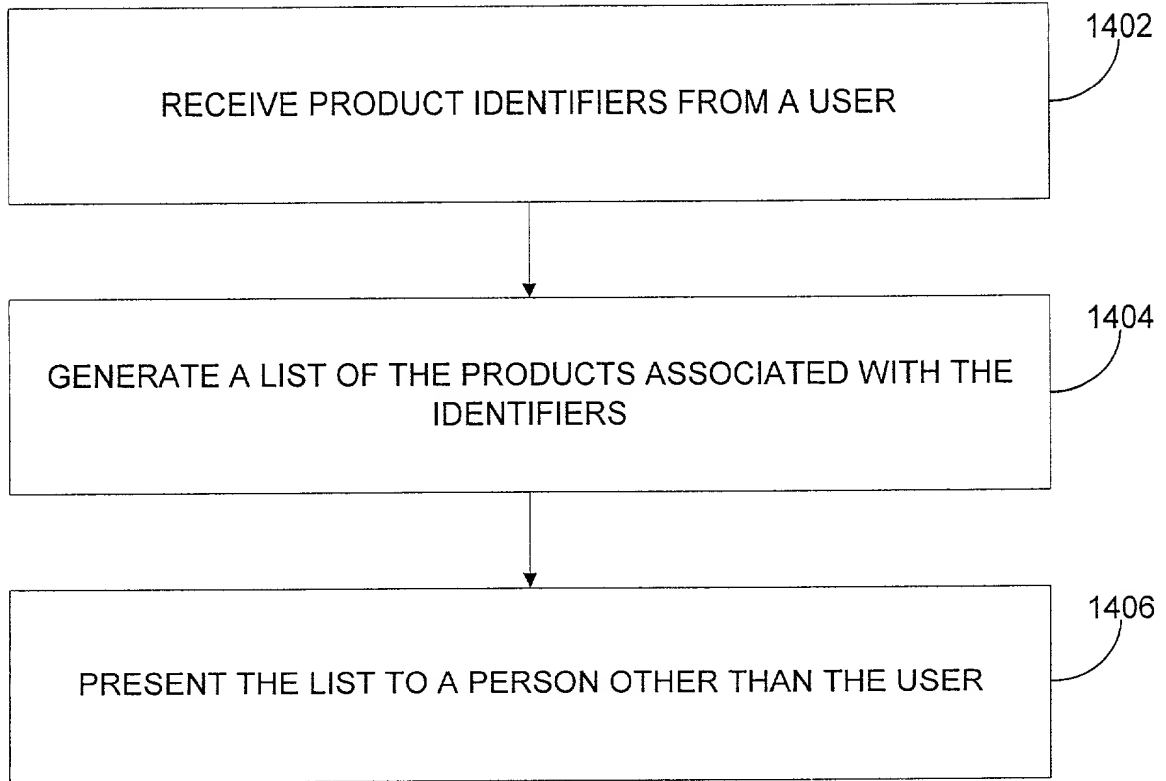 1402
RECEIVE PRODUCT IDENTIFIERS FROM A USER
1404
GENERATE A LIST OF THE PRODUCTS ASSOCIATED WITH THE
IDENTIFIERS
1406
PRESENT THE LIST TO A PERSON OTHER THAN THE USER